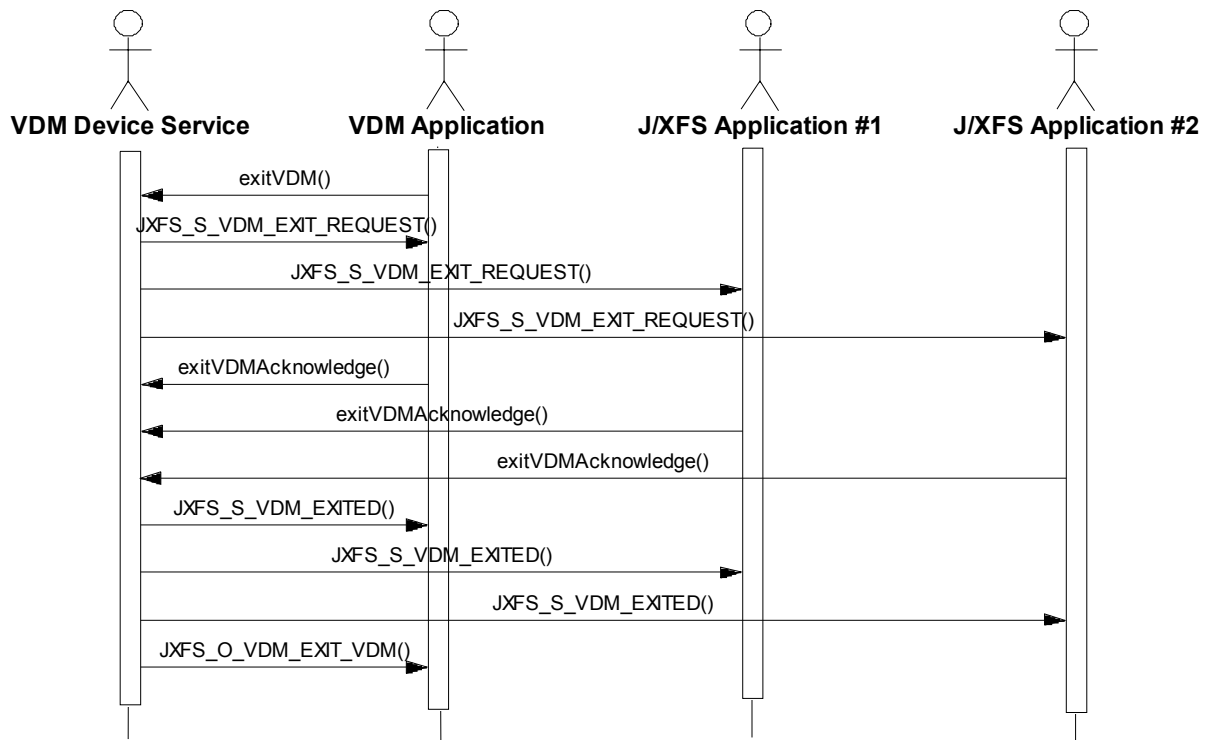 VDM Device Service
VDM Application
J/XFS Application #1
J/XFS Application #2
exitVDM()
JXFS_S_VDM_EXIT_REQUEST()
JXFS_S_VDM_EXIT_REQUEST()
JXFS_S_VDM_EXIT_REQUEST()
exitVDMAcknowledge()
exitVDMAcknowledge()
exitVDMAcknowledge()
JXFS_S_VDM_EXITED()
JXFS_S_VDM_EXITED()
JXFS_S_VDM_EXITED()
JXFS_O_VDM_EXIT_VDM()